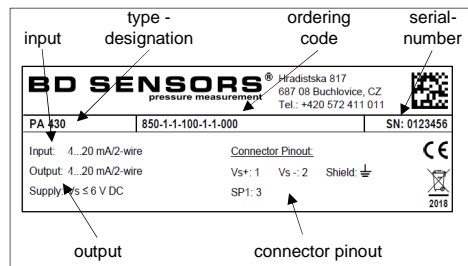 type -
designation
ordering
code
serial-
number
input
BD SENSORS®
pressure measurement
Hradistska 817
687 08 Buchlovice, CZ
Tel.: +420 572 411 011
PA 430
850-1-1-100-1-1-000
SN: 0123456
Input: 4...20 mA/2-wire
Output: 4...20 mA/2-wire
Supply: Vs ≤ 6 V DC
Connector Pinout:
Vs+: 1 Vs -: 2 Shield:
SP1: 3
CE
2018
output
connector pinout